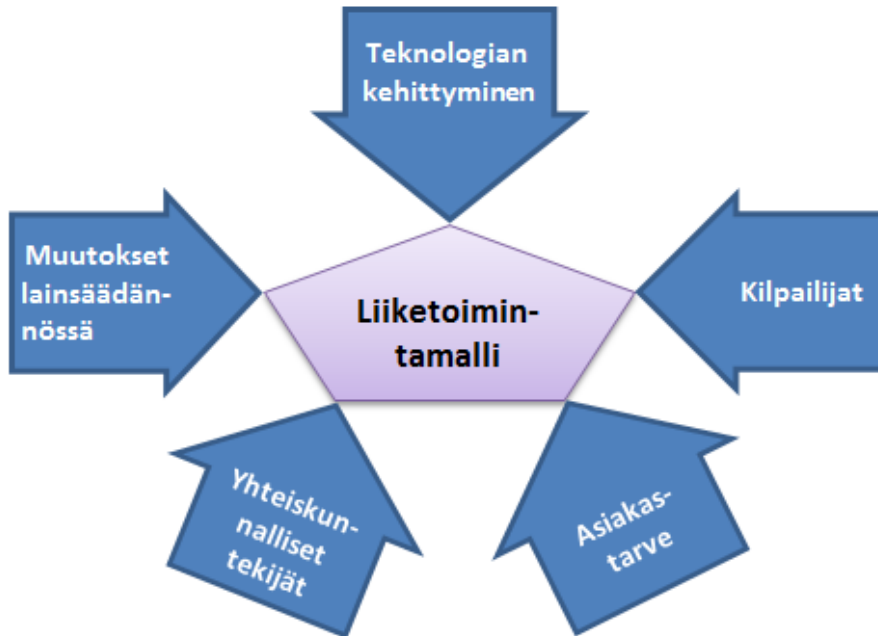 Teknologian
kehittyminen
Muutokset
lainsäädän-
nössä
Kilpailijat
Liiketoimin-
tamalli
Yhteiskun-
nalliset
tekijät
Asiakas-
tarve